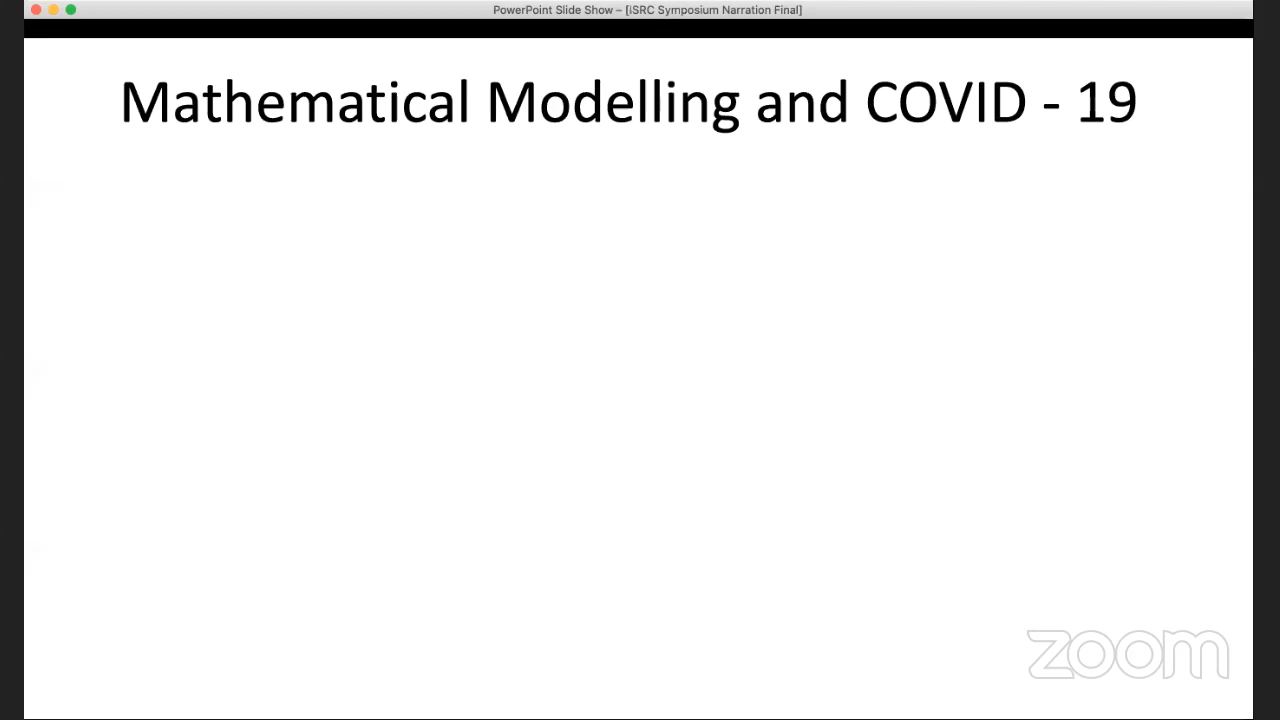 PowerPoint Slide Show – [iSRC Symposium Narration Final]
Mathematical Modelling and COVID - 19
zoom